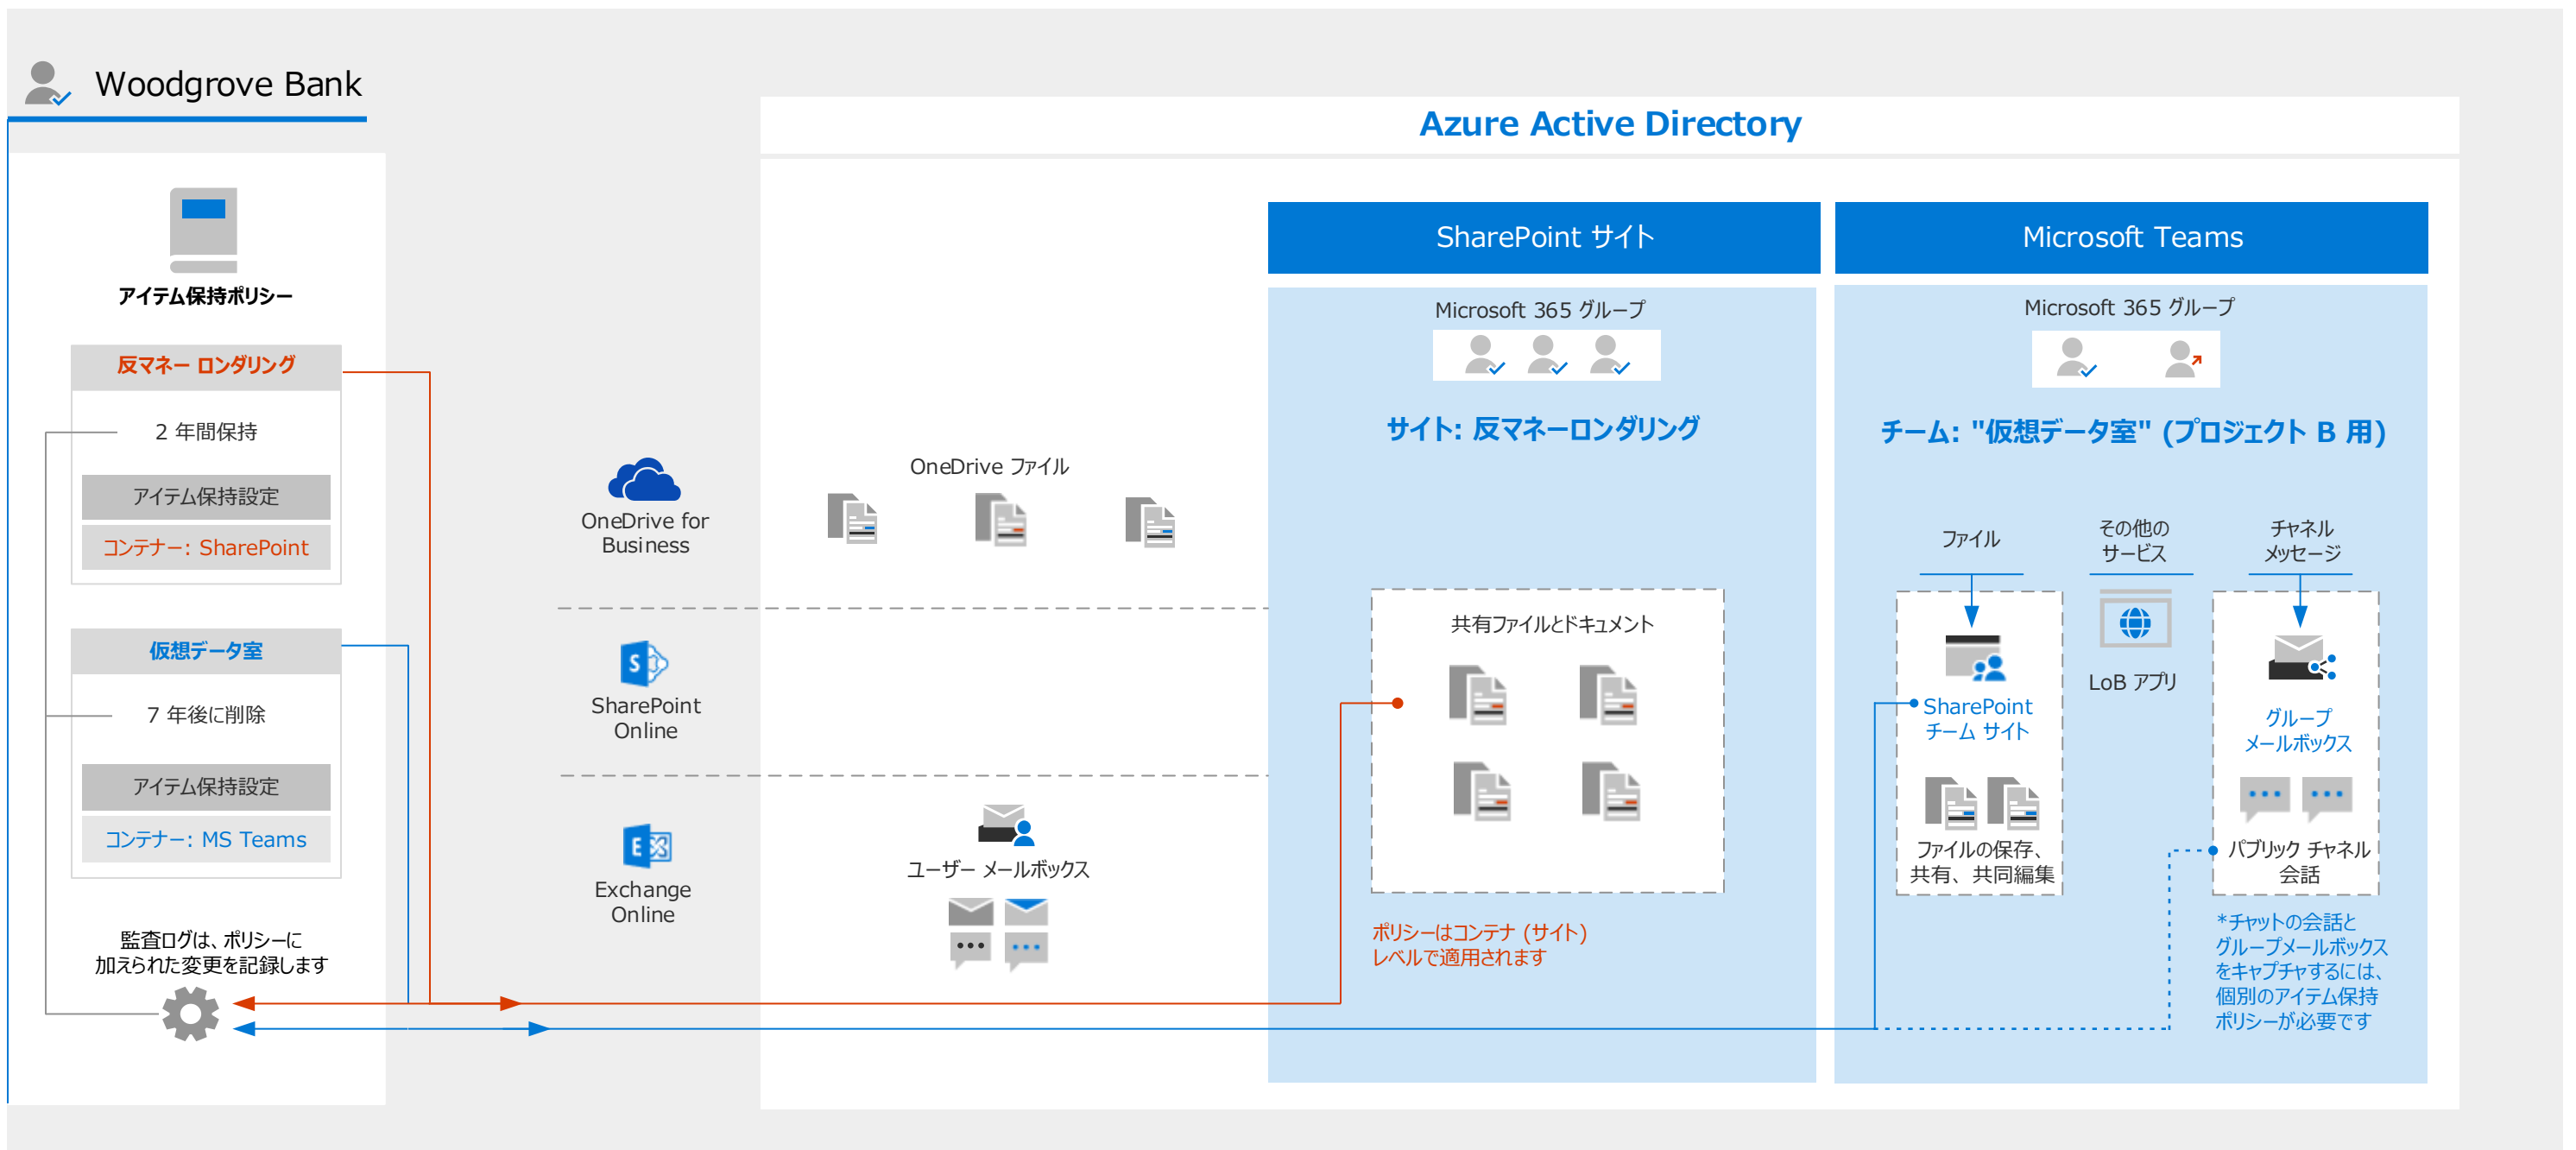 Woodgrove Bank
アイテム保持ポリシー
反マネー ロンダリング
2 年間保持
アイテム保持設定
コンテナー: SharePoint
仮想データ室
7 年後に削除
アイテム保持設定
コンテナー: MS Teams
監査ログは、ポリシーに
加えられた変更を記録します
Azure Active Directory
OneDrive for
Business
SharePoint
Online
Exchange
Online
OneDrive ファイル
ユーザー メールボックス
SharePoint サイト
Microsoft 365 グループ
サイト: 反マネーロンダリング
共有ファイルとドキュメント
ポリシーはコンテナ (サイト)
レベルで適用されます
Microsoft Teams
Microsoft 365 グループ
チーム: "仮想データ室" (プロジェクト B 用)
ファイル
SharePoint
チーム サイト
ファイルの保存、
共有、共同編集
その他の
サービス
LoB アプリ
チャネル
メッセージ
グループ
メールボックス
パブリック チャネル
会話
*チャットの会話と
グループメールボックス
をキャプチャするには、
個別のアイテム保持
ポリシーが必要です